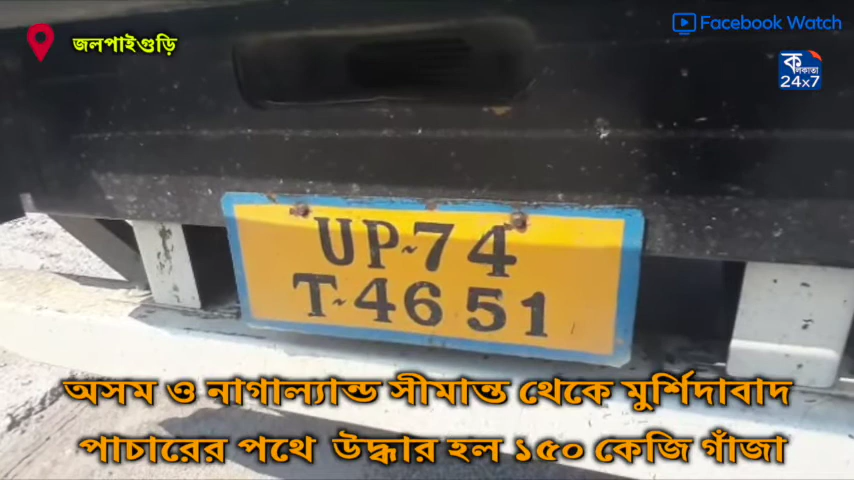 জলপাইগুড়ি
Facebook Watch
কলকাতা
24x7
UP~74
T~4651
অসম ও নাগাল্যান্ড সীমান্ত থেকে মুর্শিদাবাদ
পাচারের পথে উদ্ধার হল ১৫০ কেজি গাঁজা